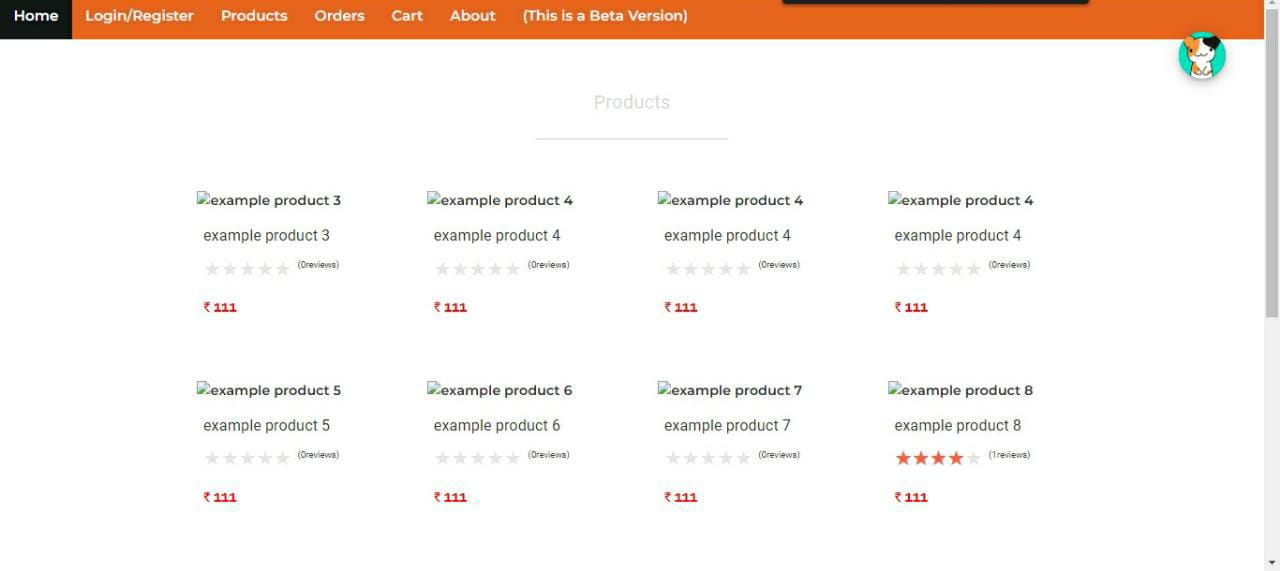 Home Login/Register Products Orders Cart About (This is a Beta Version)
Products
example product 3 example product 4 example product 4 example product 4
example product 3 example product 4 example product 4 example product 4
(0reviews) (0reviews) (0reviews) (0reviews)
₹ 111 ₹ 111 ₹ 111 ₹ 111
example product 5 example product 6 example product 7 example product 8
example product 5 example product 6 example product 7 example product 8
(0reviews) (0reviews) (0reviews) (1reviews)
₹ 111 ₹ 111 ₹ 111 ₹ 111